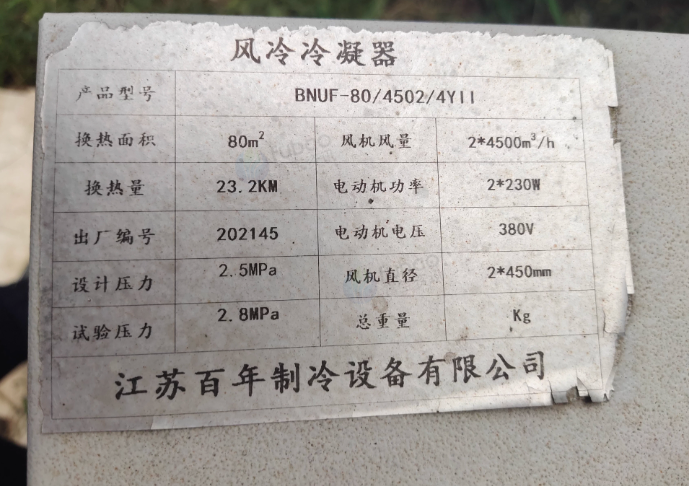 风冷冷凝器
产品型号 BNUF-80/4502/4YII
换热面积 80m² 风机风量 2*4500m³/h
换热量 23.2KM 电动机功率 2*230W
出厂编号 202145 电动机电压 380V
设计压力 2.5MPa 风机直径 2*450mm
试验压力 2.8MPa 总重量 Kg
江苏百年制冷设备有限公司